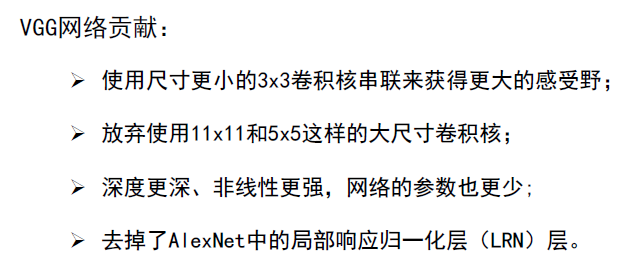 VGG网络贡献：
➢ 使用尺寸更小的3x3卷积核串联来获得更大的感受野；
➢ 放弃使用11x11和5x5这样的大尺寸卷积核；
➢ 深度更深、非线性更强，网络的参数也更少；
➢ 去掉了AlexNet中的局部响应归一化层（LRN）层。